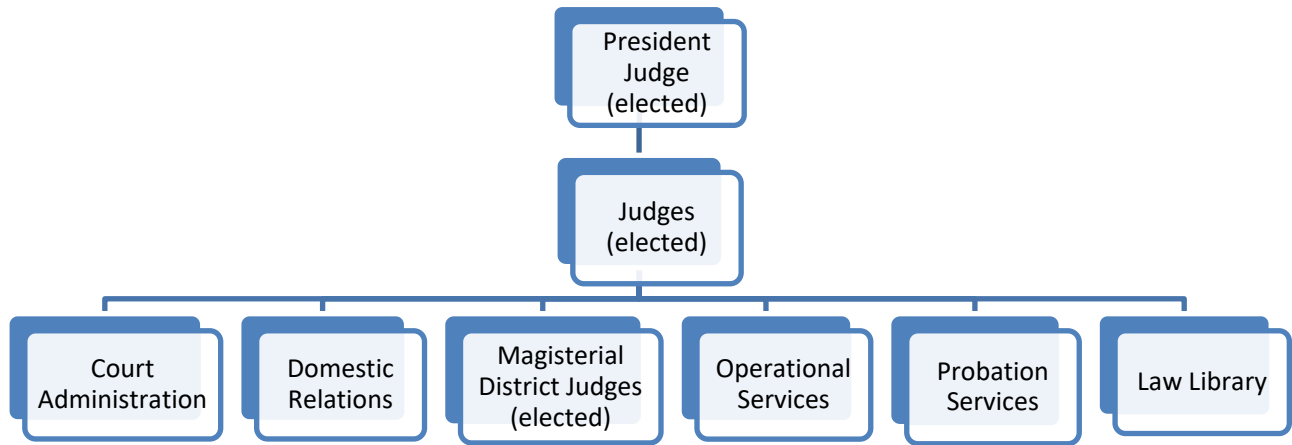 President
Judge
(elected)
Judges
(elected)
Court
Administration
Domestic
Relations
Magisterial
District Judges
(elected)
Operational
Services
Probation
Services
Law Library